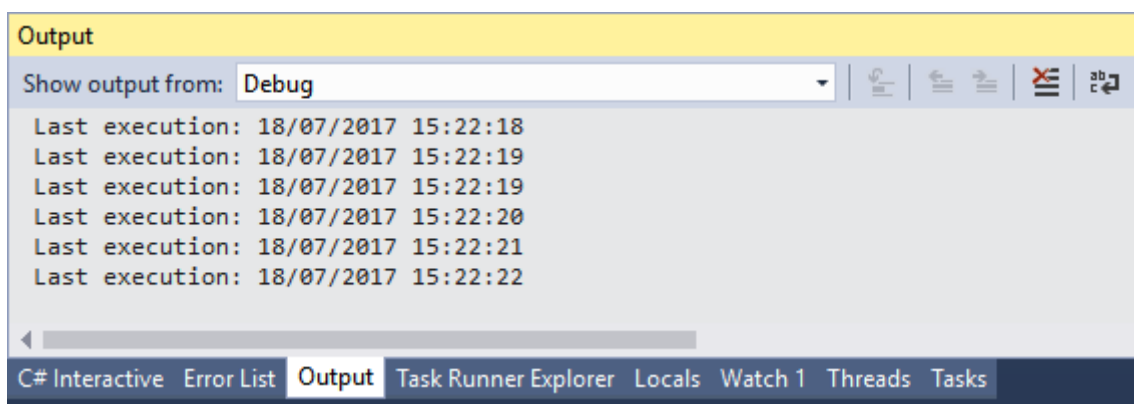 Output
Show output from: Debug
Last execution: 18/07/2017 15:22:18
Last execution: 18/07/2017 15:22:19
Last execution: 18/07/2017 15:22:19
Last execution: 18/07/2017 15:22:20
Last execution: 18/07/2017 15:22:21
Last execution: 18/07/2017 15:22:22
C# Interactive Error List Output Task Runner Explorer Locals Watch 1 Threads Tasks